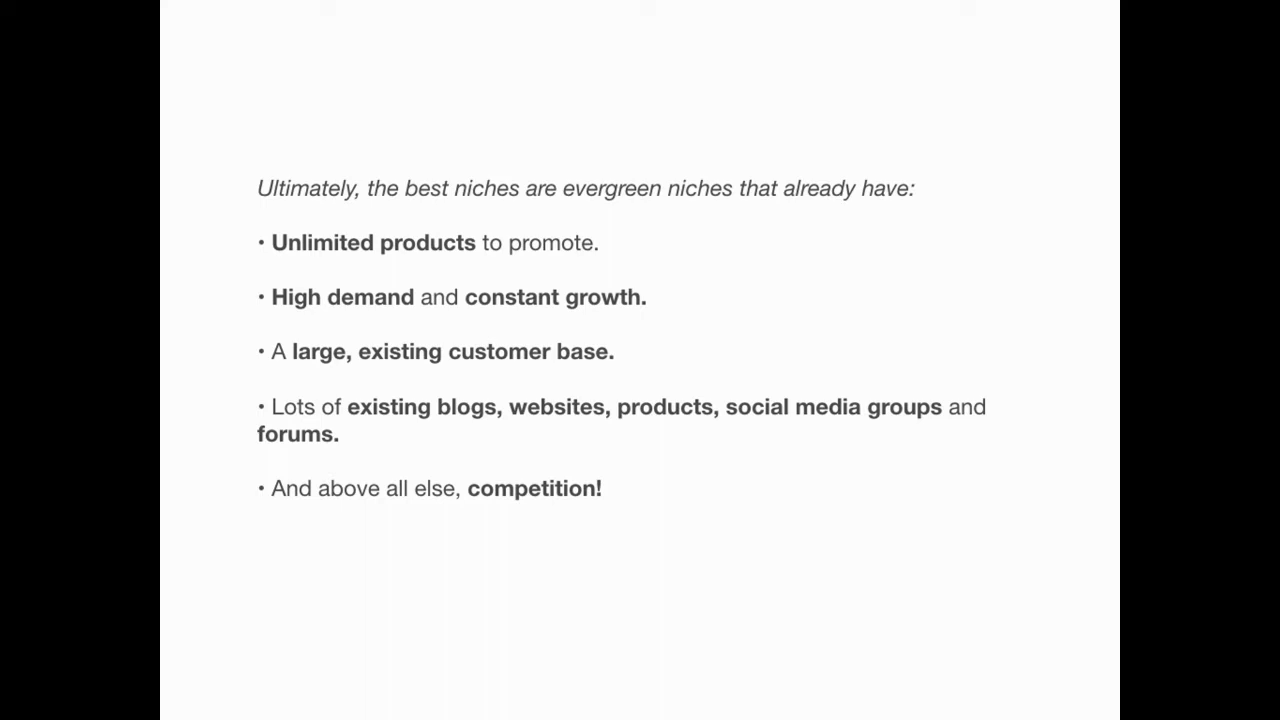 Ultimately, the best niches are evergreen niches that already have:
• Unlimited products to promote.
• High demand and constant growth.
• A large, existing customer base.
• Lots of existing blogs, websites, products, social media groups and
forums.
• And above all else, competition!